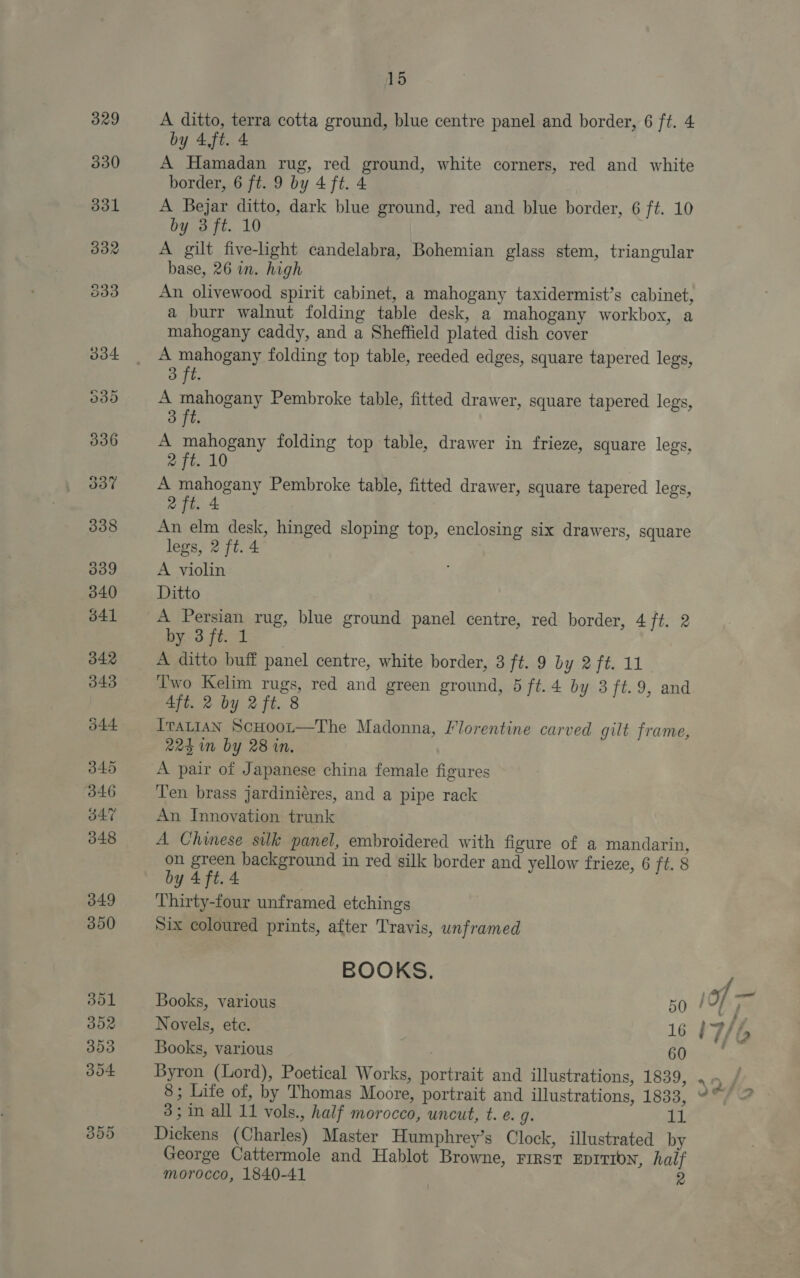 15
329 A ditto, terra cotta ground, blue centre panel and border, 6 ft. 4
by 4 ft. 4
330 A Hamadan rug, red ground, white corners, red and white
border, 6 ft. 9 by 4 ft. 4
331 A Bejar ditto, dark blue ground, red and blue border, 6 ft. 10
by 3 ft. 10
332 A gilt five-light candelabra, Bohemian glass stem, triangular
base, 26 in. high
333 An olivewood spirit cabinet, a mahogany taxidermist's cabinet,
a burr walnut folding table desk, a mahogany workbox, a
mahogany caddy, and a Sheffield plated dish cover
334 A mahogany folding top table, reeded edges, square tapered legs,
3 ft.
335 A mahogany Pembroke table, fitted drawer, square tapered legs,
3 ft.
336 A mahogany folding top table, drawer in frieze, square legs,
2 ft. 10
337 A mahogany Pembroke table, fitted drawer, square tapered legs,
2 ft. 4
338 An elm desk, hinged sloping top, enclosing six drawers, square
legs, 2 ft. 4
339 A violin
340 Ditto
341 A Persian rug, blue ground panel centre, red border, 4 ft. 2
by 3 ft. 1
342 A ditto buff panel centre, white border, 3 ft. 9 by 2 ft. 11
343 Two Kelim rugs, red and green ground, 5 ft. 4 by 3 ft. 9, and
4ft. 2 by 2 ft. 8
344 ITALIAN SCHOOL—The Madonna, Florentine carved gilt frame,
22½ in by 28 in.
345 A pair of Japanese china female figures
346 Ten brass jardinières, and a pipe rack
347 An Innovation trunk
348 A Chinese silk panel, embroidered with figure of a mandarin,
on green background in red silk border and yellow frieze, 6 ft. 8
by 4 ft. 4
349 Thirty-four unframed etchings
350 Six coloured prints, after Travis, unframed
BOOKS.
351 Books, various 50 10/-
352 Novels, etc. 16 17/6
353 Books, various 60
354 Byron (Lord), Poetical Works, portrait and illustrations, 1839,
8; Life of, by Thomas Moore, portrait and illustrations, 1833,
3; in all 11 vols., half morocco, uncut, t. e. g. 11
355 Dickens (Charles) Master Humphrey's Clock, illustrated by
George Cattermole and Hablot Browne, FIRST EDITION, half
morocco, 1840-41 2